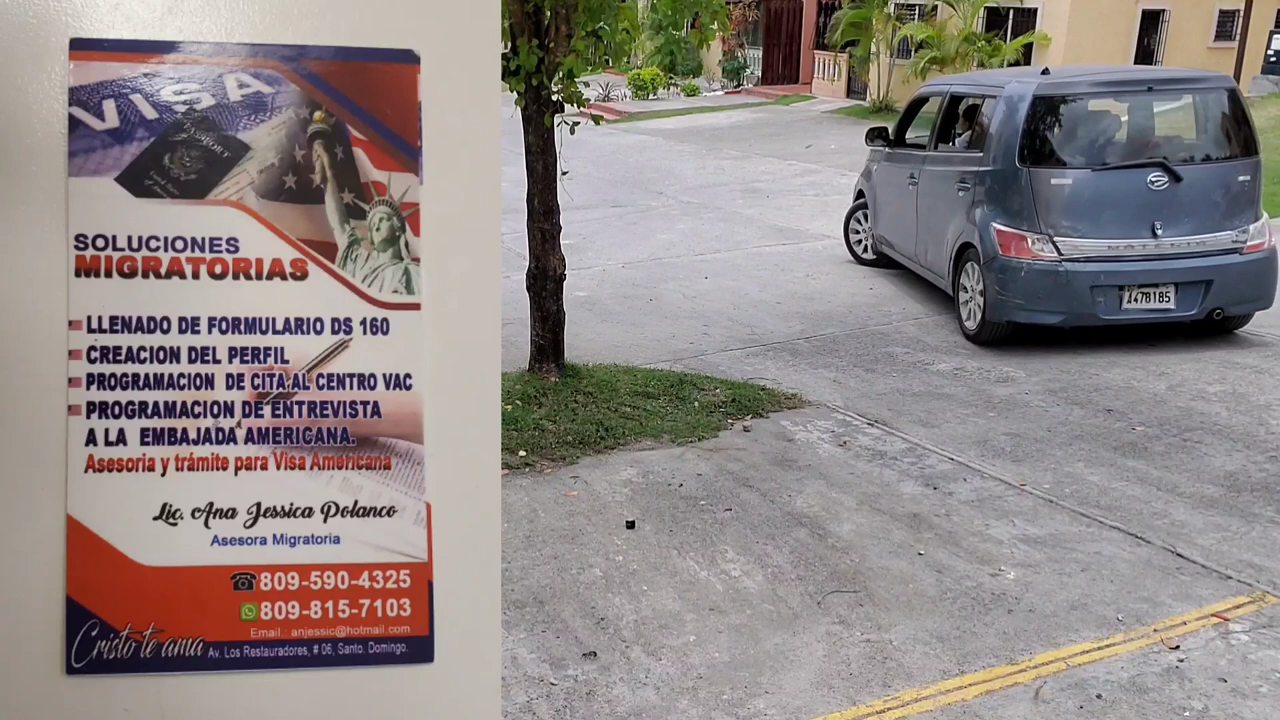 VISA
PASSPORT
SOLUCIONES
MIGRATORIAS
LLENADO DE FORMULARIO DS 160
CREACION DEL PERFIL
PROGRAMACION DE CITA AL CENTRO VAC
PROGRAMACION DE ENTREVISTA
A LA EMBAJADA AMERICANA.
Asesoria y trámite para Visa Americana
Lic. Ana Jessica Polanco
Asesora Migratoria
809-590-4325
809-815-7103
Email.: anjessic@hotmail.com
Cristo te ama
Av. Los Restauradores, # 06, Santo. Domingo.
A478185